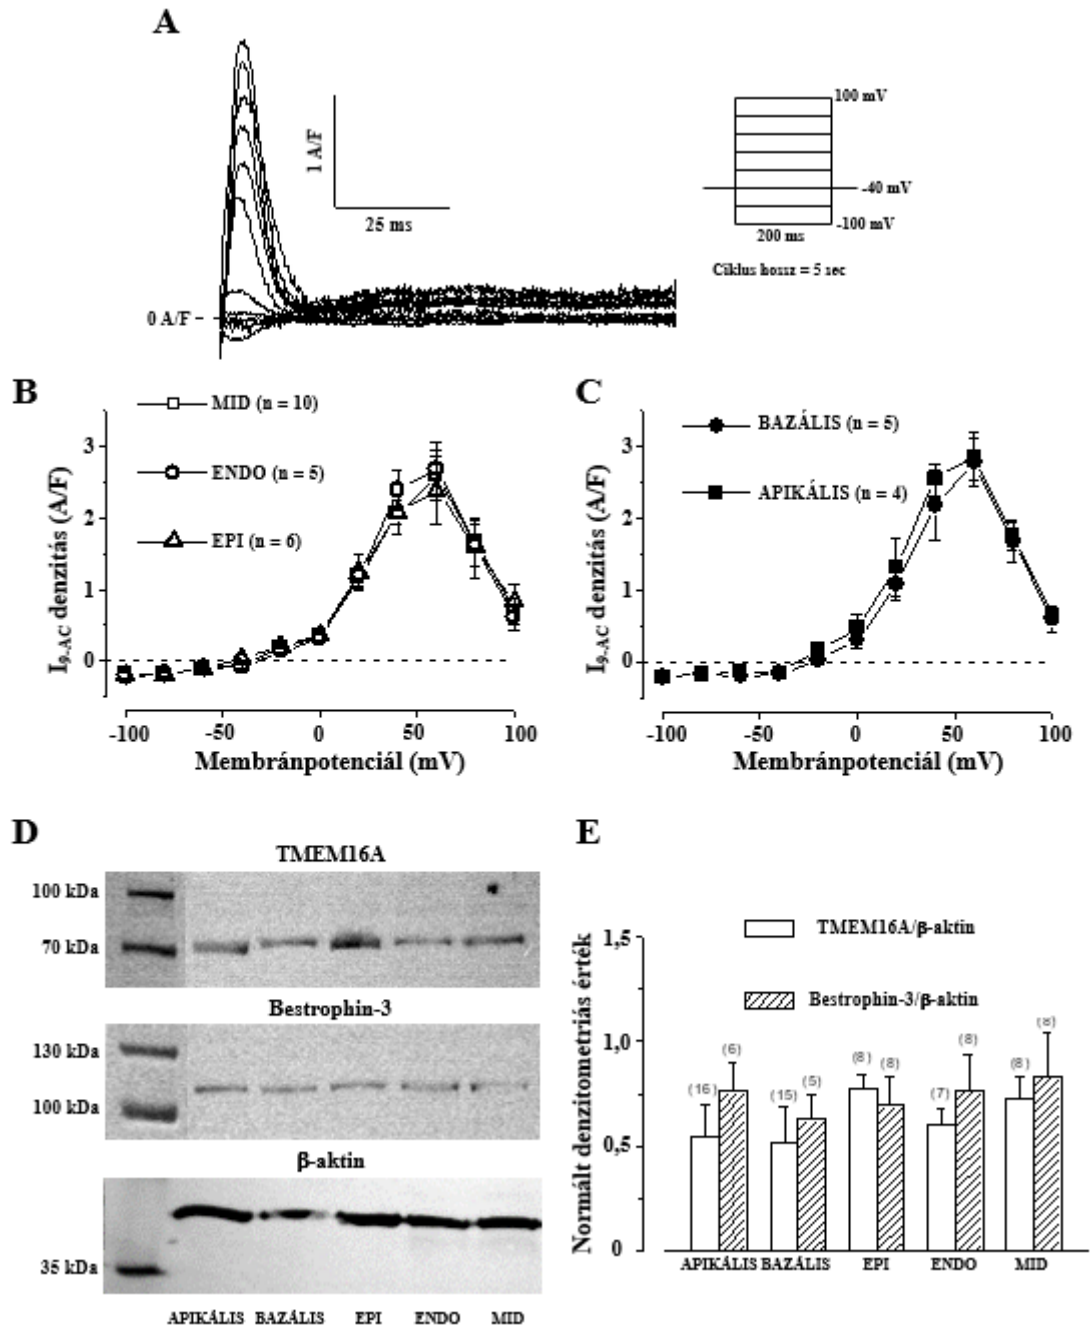 A
1 A/F
25 ms
0 A/F
100 mV
-40 mV
-100 mV
200 ms
Ciklus hossz = 5 sec
B
MID (n = 10)
ENDO (n = 5)
EPI (n = 6)
I9-AC denzitás (A/F)
3
2
1
0
-100
-50
0
50
100
Membránpotenciál (mV)
C
BAZÁLIS (n = 5)
APIKÁLIS (n = 4)
I9-AC denzitás (A/F)
3
2
1
0
-100
-50
0
50
100
Membránpotenciál (mV)
D
TMEM16A
100 kDa
70 kDa
Bestrophin-3
130 kDa
100 kDa
β-aktin
35 kDa
APIKÁLIS BAZÁLIS EPI ENDO MID
E
TMEM16A/β-aktin
Bestrophin-3/β-aktin
Normált denzitometriás érték
1,5
1,0
0,5
0
(16)
(6)
(15)
(5)
(8)
(8)
(7)
(8)
(8)
(8)
APIKÁLIS BAZÁLIS EPI ENDO MID